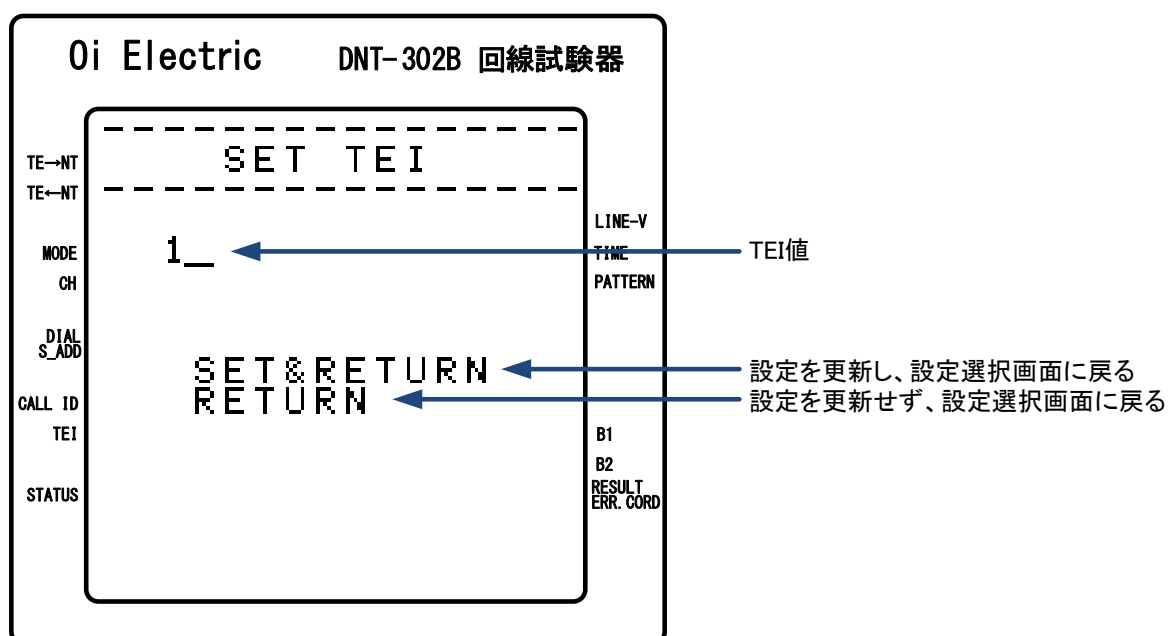 Oi Electric DNT-302B 回線試験器
SET TEI
TE→NT
TE←NT
LINE-V
MODE
1_
TIME
TEI値
CH
PATTERN
DIAL
S_ADD
SET&RETURN
設定を更新し、設定選択画面に戻る
CALL ID
RETURN
設定を更新せず、設定選択画面に戻る
TEI
B1
B2
STATUS
RESULT
ERR.CORD